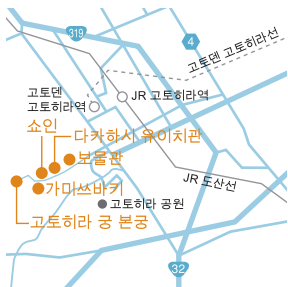 319
4
고토덴 고토히라선
고토덴
고토히라역
JR 고토히라역
쇼인
다카하시 유이치관
보물관
가미쓰바키
JR 도산선
고토히라 공원
고토히라 궁 본궁
32